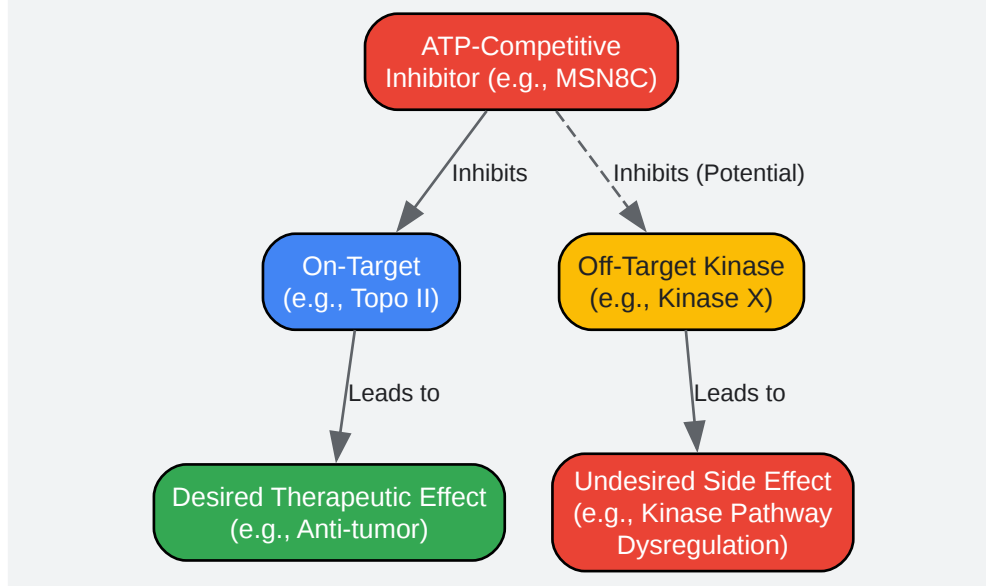 ATP-Competitive
Inhibitor (e.g., MSN8C)
Inhibits
Inhibits (Potential)
On-Target
(e.g., Topo II)
Off-Target Kinase
(e.g., Kinase X)
Leads to
Leads to
Desired Therapeutic Effect
(e.g., Anti-tumor)
Undesired Side Effect
(e.g., Kinase Pathway
Dysregulation)